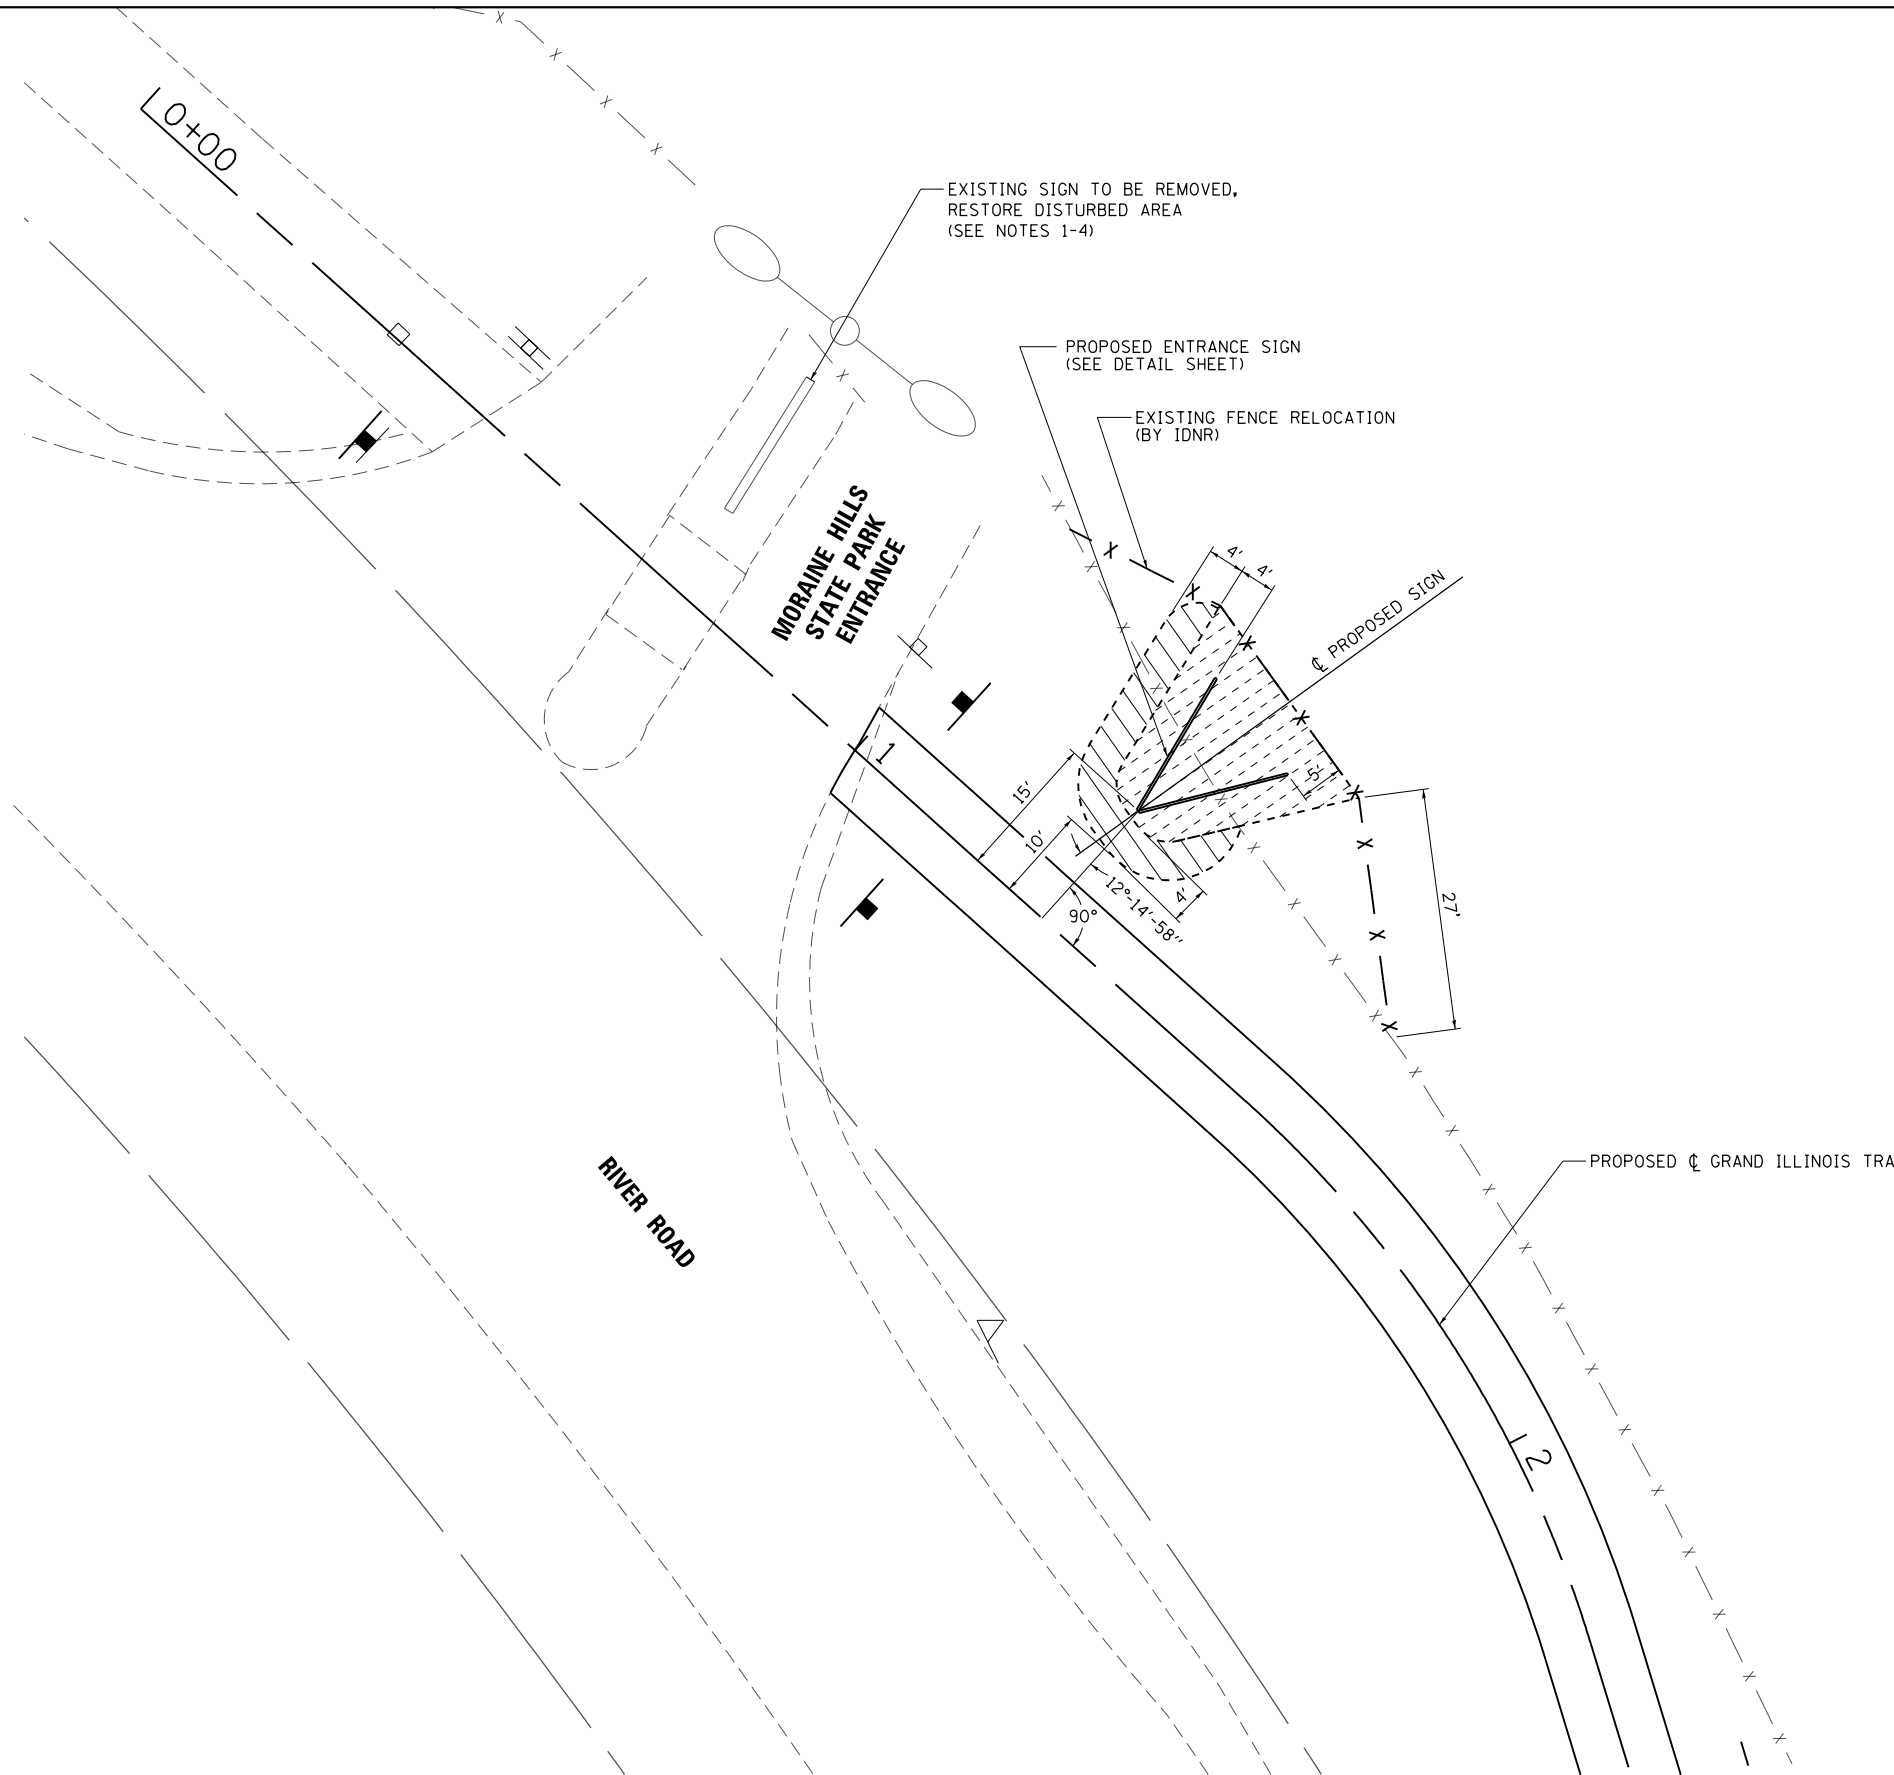 0+00
EXISTING SIGN TO BE REMOVED,
RESTORE DISTURBED AREA
(SEE NOTES 1-4)
PROPOSED ENTRANCE SIGN
(SEE DETAIL SHEET)
EXISTING FENCE RELOCATION
(BY IDNR)
4'
4'
℄ PROPOSED SIGN
MORAINE HILLS
STATE PARK
ENTRANCE
1
15'
10'
5'
4'
12°-14'-58"
90°
27'
RIVER ROAD
PROPOSED ℄ GRAND ILLINOIS TRA
2